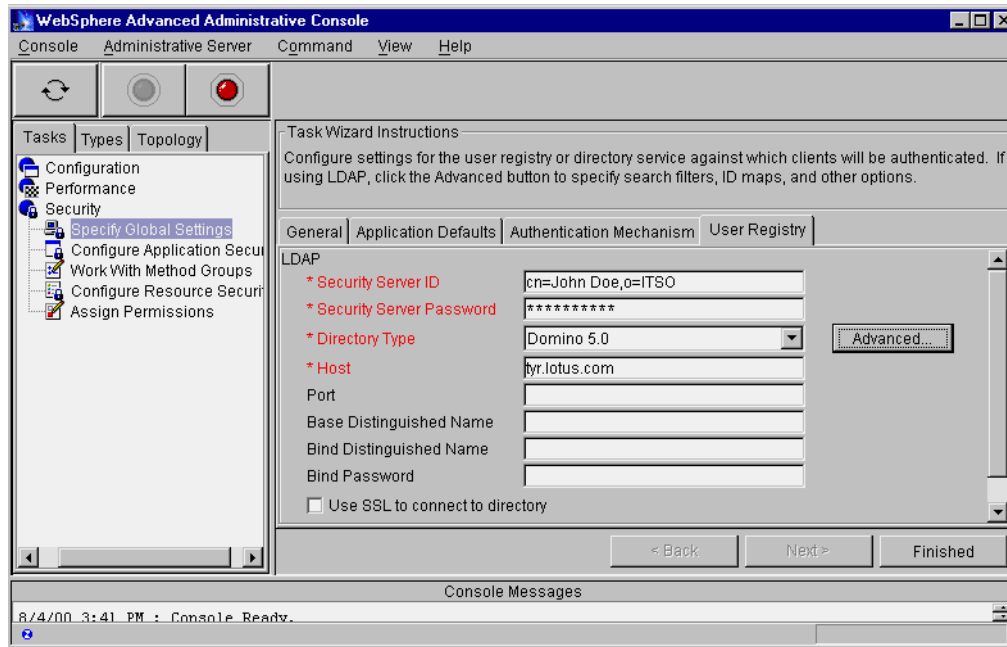 WebSphere Advanced Administrative Console
Console Administrative Server Command View Help
Tasks Types Topology
Configuration
Performance
Security
Specify Global Settings
Configure Application Secu
Work With Method Groups
Configure Resource Securit
Assign Permissions
Task Wizard Instructions
Configure settings for the user registry or directory service against which clients will be authenticated. If
using LDAP, click the Advanced button to specify search filters, ID maps, and other options.
General Application Defaults Authentication Mechanism User Registry
LDAP
* Security Server ID cn=John Doe,o=ITSO
* Security Server Password **********
* Directory Type Domino 5.0 Advanced...
* Host tyr.lotus.com
Port
Base Distinguished Name
Bind Distinguished Name
Bind Password
Use SSL to connect to directory
< Back Next > Finished
Console Messages
8/4/00 3:41 PM : Console Ready.